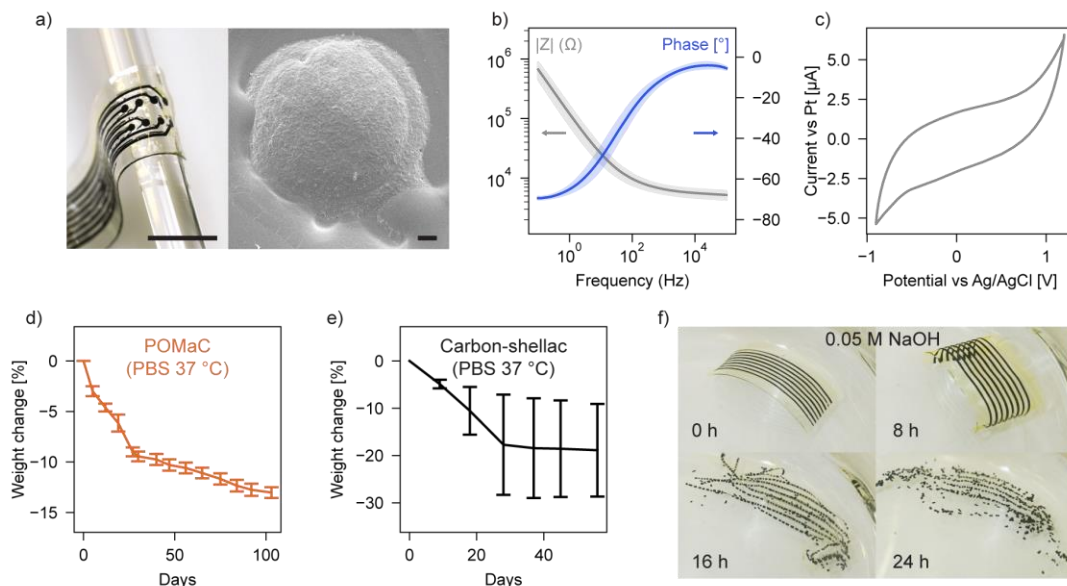 a)
b)
|Z| (Ω)
Phase [°]
10⁶
10⁵
10⁴
0
−20
−40
−60
−80
10⁰
10²
10⁴
Frequency (Hz)
c)
Current vs Pt [µA]
5.0
2.5
0.0
−2.5
−5.0
−1
0
1
Potential vs Ag/AgCl [V]
d)
POMaC
(PBS 37 °C)
Weight change [%]
0
−5
−10
−15
0
50
100
Days
e)
Carbon-shellac
(PBS 37 °C)
Weight change [%]
0
−10
−20
−30
0
20
40
Days
f)
0.05 M NaOH
0 h
8 h
16 h
24 h